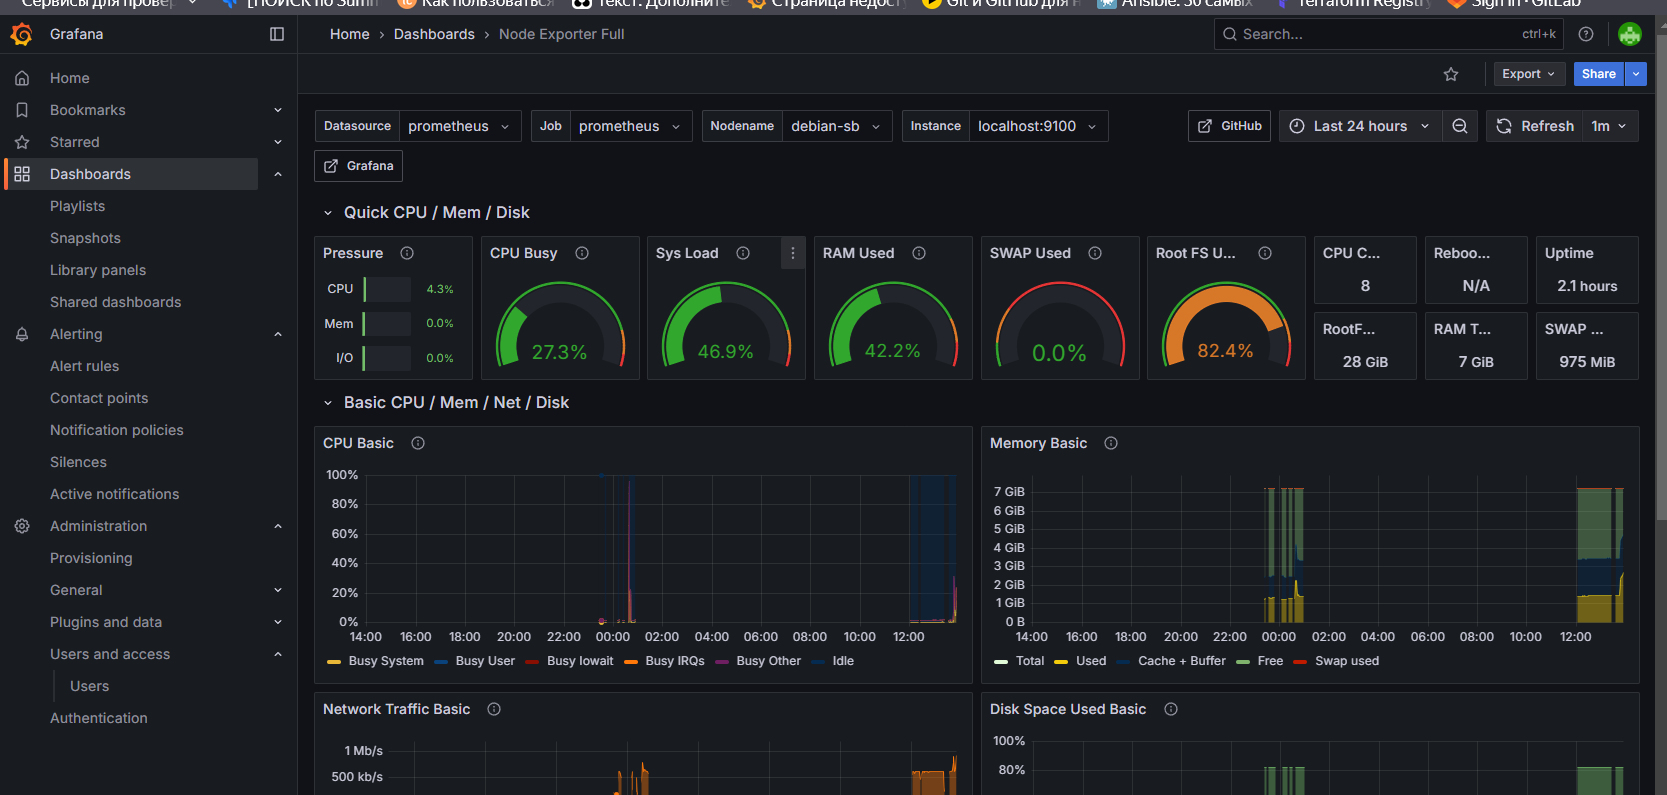 Сервисы для провер
[ПОИСК по Summ
Как пользоваться
Текст. Дополните
Страница недост
Git и GitHub для н
Ansible. 30 самых
Terraform Registry
Sign in · GitLab
Grafana
Home › Dashboards › Node Exporter Full
Search... ctrl+k
Export
Share
Home
Bookmarks
Starred
Dashboards
Playlists
Snapshots
Library panels
Shared dashboards
Alerting
Alert rules
Contact points
Notification policies
Silences
Active notifications
Administration
Provisioning
General
Plugins and data
Users and access
Users
Authentication
Datasource prometheus
Job prometheus
Nodename debian-sb
Instance localhost:9100
GitHub
Last 24 hours
Refresh 1m
Grafana
Quick CPU / Mem / Disk
Pressure
CPU 4.3%
Mem 0.0%
I/O 0.0%
CPU Busy
27.3%
Sys Load
46.9%
RAM Used
42.2%
SWAP Used
0.0%
Root FS U...
82.4%
CPU C...
8
Reboo...
N/A
Uptime
2.1 hours
RootF...
28 GiB
RAM T...
7 GiB
SWAP ...
975 MiB
Basic CPU / Mem / Net / Disk
CPU Basic
100%
80%
60%
40%
20%
0%
14:00 16:00 18:00 20:00 22:00 00:00 02:00 04:00 06:00 08:00 10:00 12:00
Busy System Busy User Busy Iowait Busy IRQs Busy Other Idle
Memory Basic
7 GiB
6 GiB
5 GiB
4 GiB
3 GiB
2 GiB
1 GiB
0 B
14:00 16:00 18:00 20:00 22:00 00:00 02:00 04:00 06:00 08:00 10:00 12:00
Total Used Cache + Buffer Free Swap used
Network Traffic Basic
1 Mb/s
500 kb/s
Disk Space Used Basic
100%
80%